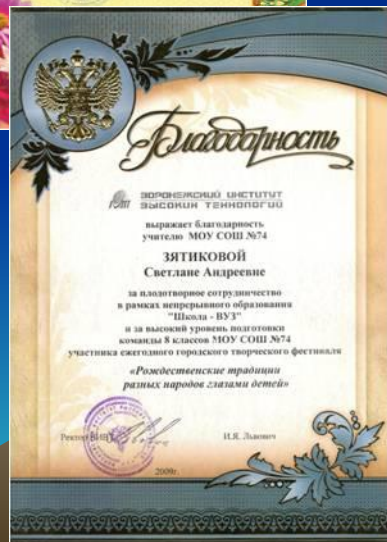 Благодарность
ВОРОНЕЖСКИЙ ИНСТИТУТ
ВЫСОКИХ ТЕХНОЛОГИЙ
выражает благодарность
учителю МОУ СОШ №74
ЗЯТИКОВОЙ
Светлане Андреевне
за плодотворное сотрудничество
в рамках непрерывного образования
"Школа - ВУЗ"
и за высокий уровень подготовки
команды 8 классов МОУ СОШ №74
участника ежегодного городского творческого фестиваля
«Рождественские традиции
разных народов глазами детей»
Ректор ВИВТ И.Я. Львович
2009г.